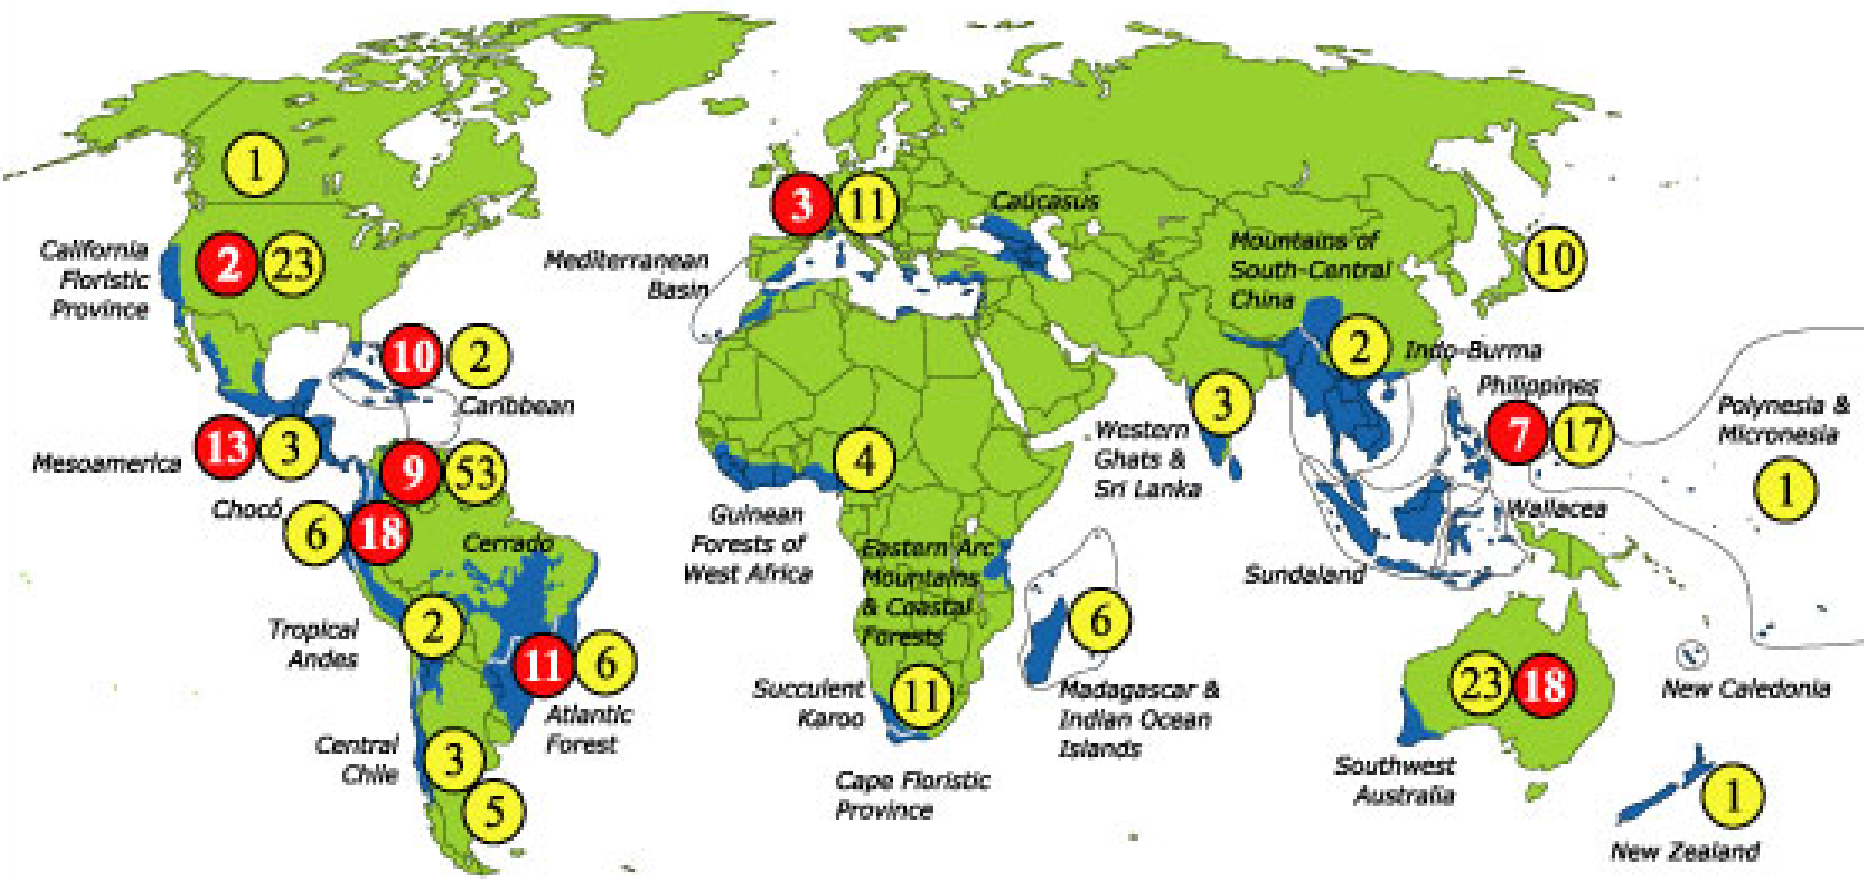 1
3
11
Caucasus
California
Floristic
Province
2
23
Mediterranean
Basin
Mountains of
South-Central
China
10
10
2
Caribbean
2
Indo-Burma
Philippines
3
7
17
Polynesia &
Micronesia
1
Mesoamerica
13
3
9
53
4
Western
Ghats &
Sri Lanka
Chocó
6
18
Cerrado
Guinean
Forests of
West Africa
Eastern Arc
Mountains
& Coastal
Forests
Wallacea
Sundaland
Tropical
Andes
2
11
6
Atlantic
Forest
6
Madagascar &
Indian Ocean
Islands
Succulent
Karoo
11
23
18
New Caledonia
Central
Chile
3
5
Cape Floristic
Province
Southwest
Australia
1
New Zealand